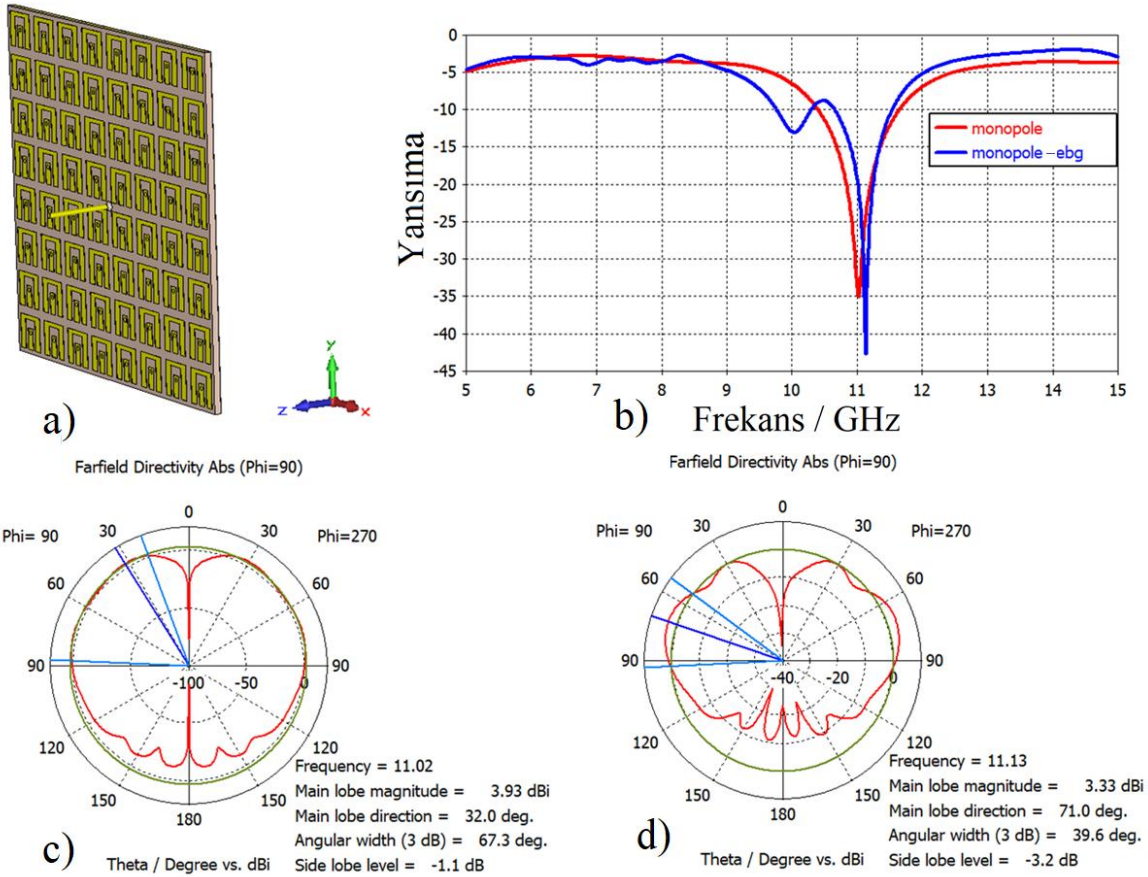 a)
Y
Z
X
Yansıma
0
-5
-10
-15
-20
-25
-30
-35
-40
-45
monopole
monopole –ebg
5 6 7 8 9 10 11 12 13 14 15
b)
Frekans / GHz
Farfield Directivity Abs (Phi=90)
0
Phi= 90 30 30 Phi=270
60 60
90 -100 -50 0 90
120 120
150 150
180
Frequency = 11.02
Main lobe magnitude = 3.93 dBi
Main lobe direction = 32.0 deg.
Angular width (3 dB) = 67.3 deg.
Side lobe level = -1.1 dB
c)
Theta / Degree vs. dBi
Farfield Directivity Abs (Phi=90)
0
Phi= 90 30 30 Phi=270
60 60
90 -40 -20 0 90
120 120
150 150
180
Frequency = 11.13
Main lobe magnitude = 3.33 dBi
Main lobe direction = 71.0 deg.
Angular width (3 dB) = 39.6 deg.
Side lobe level = -3.2 dB
d)
Theta / Degree vs. dBi